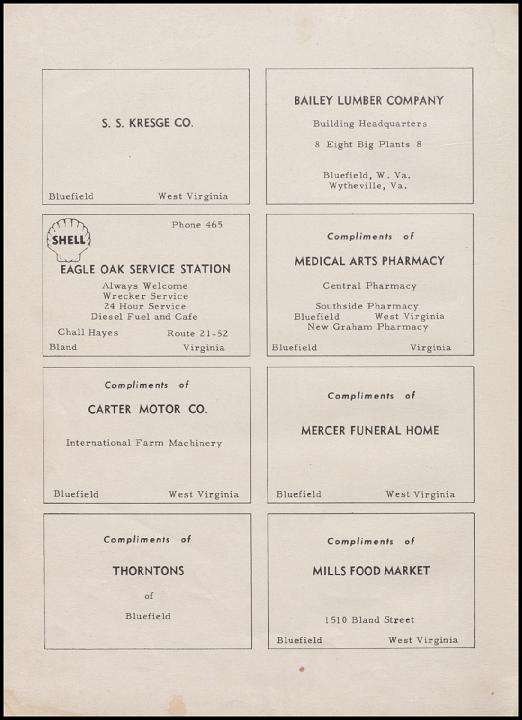 S. S. KRESGE CO.
Bluefield West Virginia
BAILEY LUMBER COMPANY
Building Headquarters
8 Eight Big Plants 8
Bluefield, W. Va.
Wytheville, Va.
Phone 465
SHELL
EAGLE OAK SERVICE STATION
Always Welcome
Wrecker Service
24 Hour Service
Diesel Fuel and Cafe
Chall Hayes Route 21-52
Bland Virginia
Compliments of
MEDICAL ARTS PHARMACY
Central Pharmacy
Southside Pharmacy
Bluefield West Virginia
New Graham Pharmacy
Bluefield Virginia
Compliments of
CARTER MOTOR CO.
International Farm Machinery
Bluefield West Virginia
Compliments of
MERCER FUNERAL HOME
Bluefield West Virginia
Compliments of
THORNTONS
of
Bluefield
Compliments of
MILLS FOOD MARKET
1510 Bland Street
Bluefield West Virginia